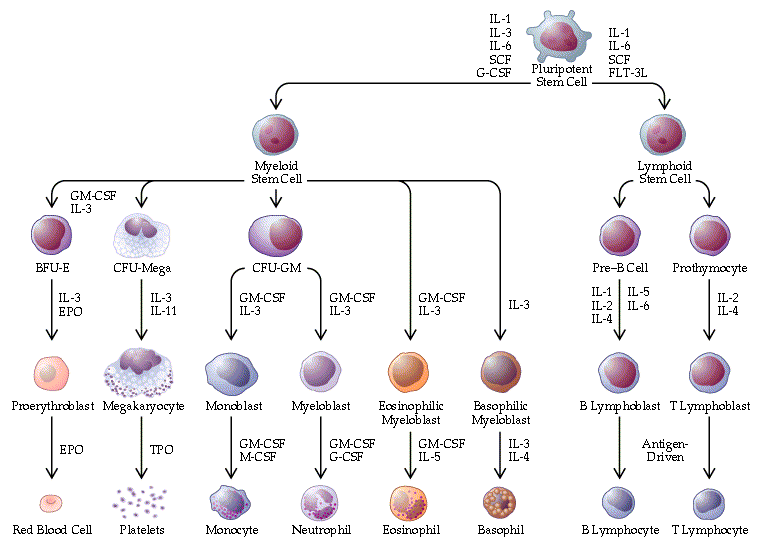 IL-1
IL-3
IL-6
SCF
G-CSF
Pluripotent
Stem Cell
IL-1
IL-6
SCF
FLT-3L
Myeloid
Stem Cell
Lymphoid
Stem Cell
GM-CSF
IL-3
BFU-E
CFU-Mega
CFU-GM
Pre–B Cell
Prothymocyte
IL-3
EPO
IL-3
IL-11
GM-CSF
IL-3
GM-CSF
IL-3
GM-CSF
IL-3
IL-3
IL-1
IL-2
IL-4
IL-5
IL-6
IL-2
IL-4
Proerythroblast
Megakaryocyte
Monoblast
Myeloblast
Eosinophilic
Myeloblast
Basophilic
Myeloblast
B Lymphoblast
T Lymphoblast
EPO
TPO
GM-CSF
M-CSF
GM-CSF
G-CSF
GM-CSF
IL-5
IL-3
IL-4
Antigen-
Driven
Red Blood Cell
Platelets
Monocyte
Neutrophil
Eosinophil
Basophil
B Lymphocyte
T Lymphocyte